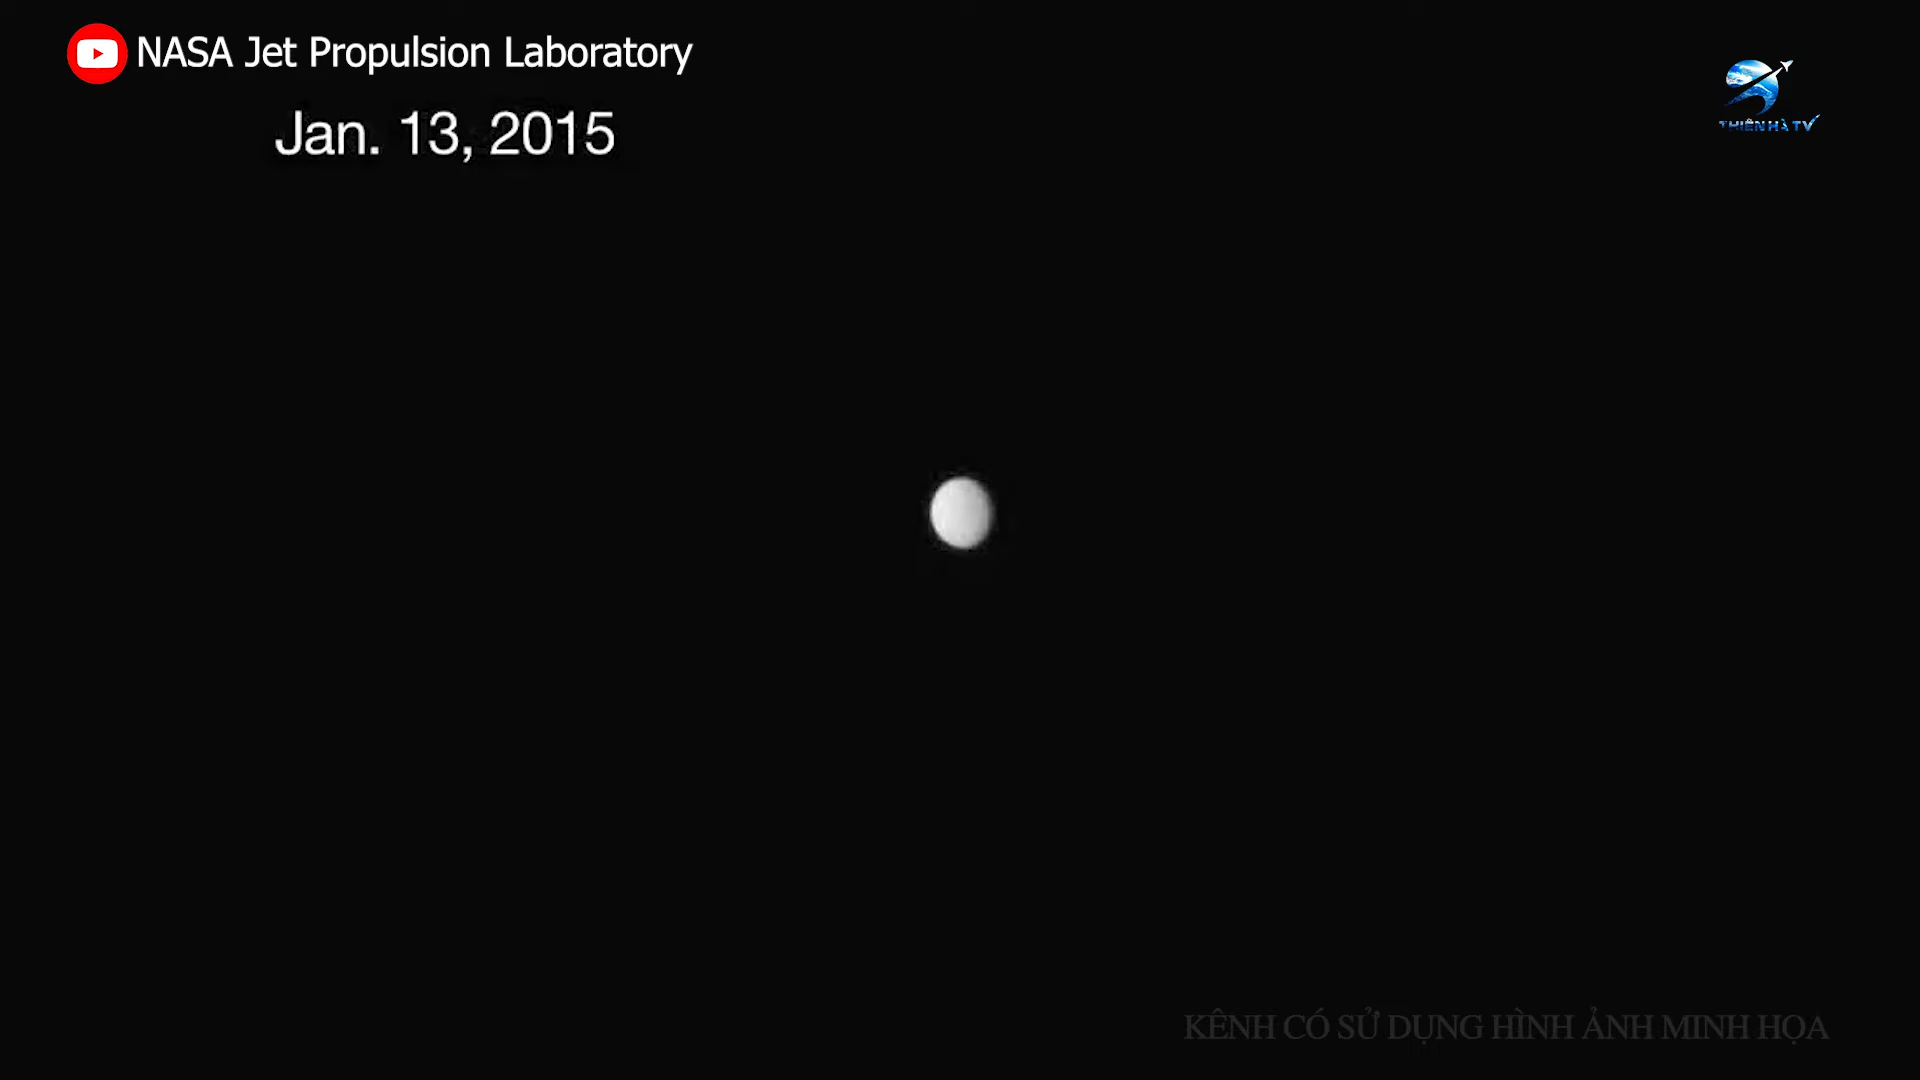 NASA Jet Propulsion Laboratory
Jan. 13, 2015
THIÊN HÀ TV
KÊNH CÓ SỬ DỤNG HÌNH ẢNH MINH HỌA